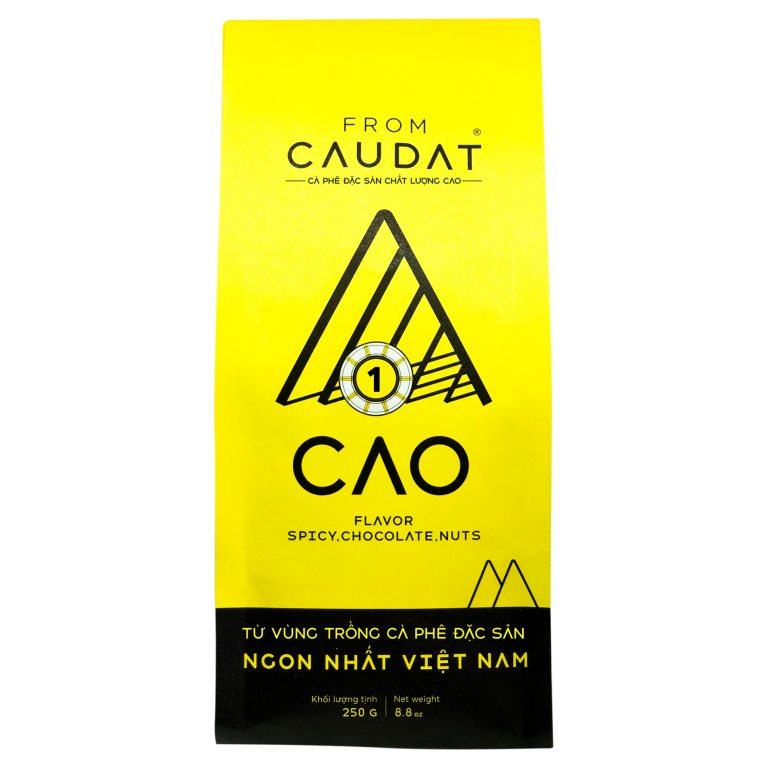 FROM
CAUDAT®
CÀ PHÊ ĐẶC SẢN CHẤT LƯỢNG CAO
1
CAO
FLAVOR
SPICY,CHOCOLATE,NUTS
TỪ VÙNG TRỒNG CÀ PHÊ ĐẶC SẢN
NGON NHẤT VIỆT NAM
Khối lượng tịnh | Net weight
250 G | 8.8 oz